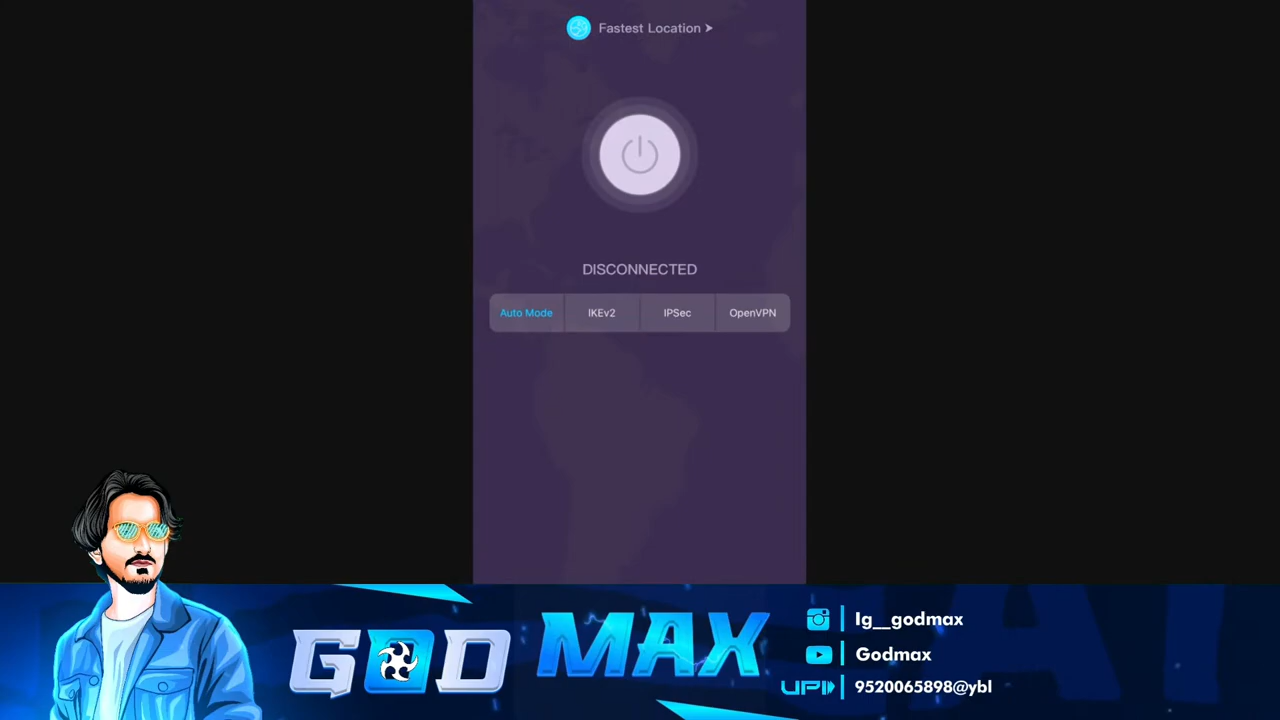 Fastest Location ➤
DISCONNECTED
Auto Mode
IKEv2
IPSec
OpenVPN
GOD MAX
Ig__godmax
Godmax
UPI
9520065898@ybl